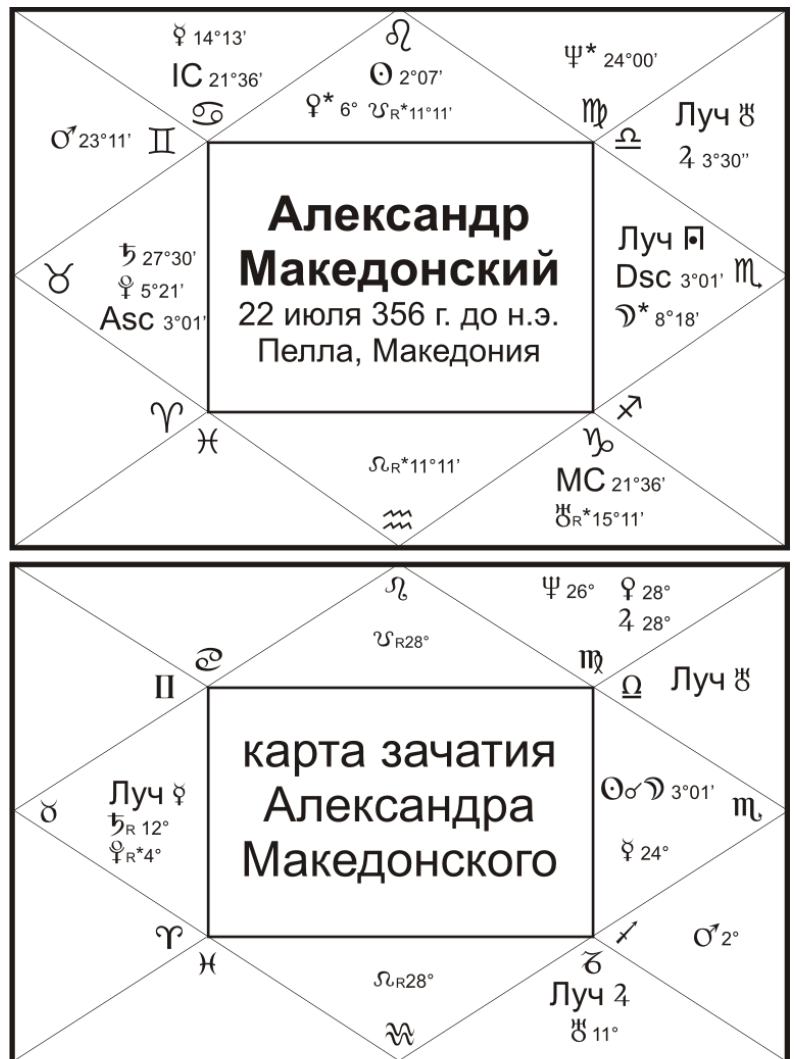 ☿ 14°13’
IC 21°36’
♋
♌
☉ 2°07’
♀* 6° ☋R*11°11’
♆* 24°00’
♍
♎
Луч ♅
♃ 3°30’’
♂23°11’ ♊
Александр
Македонский
22 июля 356 г. до н.э.
Пелла, Македония
♉
♄ 27°30’
5°21’
Asc 3°01’
Луч
Dsc 3°01’ ♏
☽* 8°18’
♈
♓
☊R*11°11’
♒
♐
♑
MC 21°36’
♅R*15°11’
♌
☋R28°
♆ 26° ♀ 28°
♃ 28°
♋
♊
♍
♎
Луч ♅
карта зачатия
Александра
Македонского
♉
Луч ☿
♄R 12°
R*4°
☉☌☽ 3°01’
♏
☿ 24°
♈
♓
☊R28°
♒
♐
♂2°
♑
Луч ♃
♅ 11°